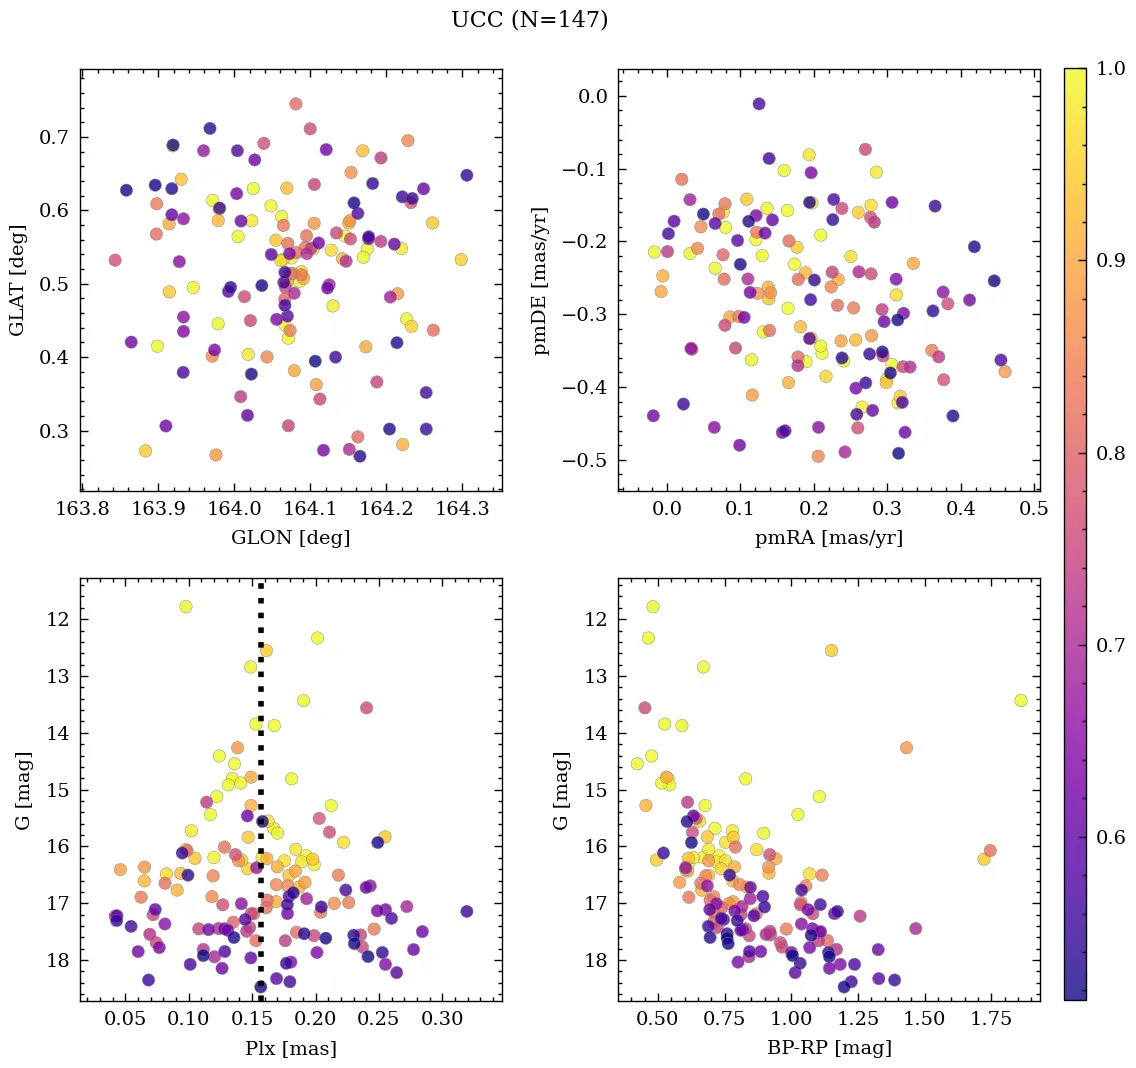 UCC (N=147)
GLAT [deg]
0.7
0.6
0.5
0.4
0.3
163.8 163.9 164.0 164.1 164.2 164.3
GLON [deg]
pmDE [mas/yr]
0.0
−0.1
−0.2
−0.3
−0.4
−0.5
0.0 0.1 0.2 0.3 0.4 0.5
pmRA [mas/yr]
1.0
0.9
0.8
0.7
0.6
G [mag]
12
13
14
15
16
17
18
0.05 0.10 0.15 0.20 0.25 0.30
Plx [mas]
G [mag]
12
13
14
15
16
17
18
0.50 0.75 1.00 1.25 1.50 1.75
BP-RP [mag]